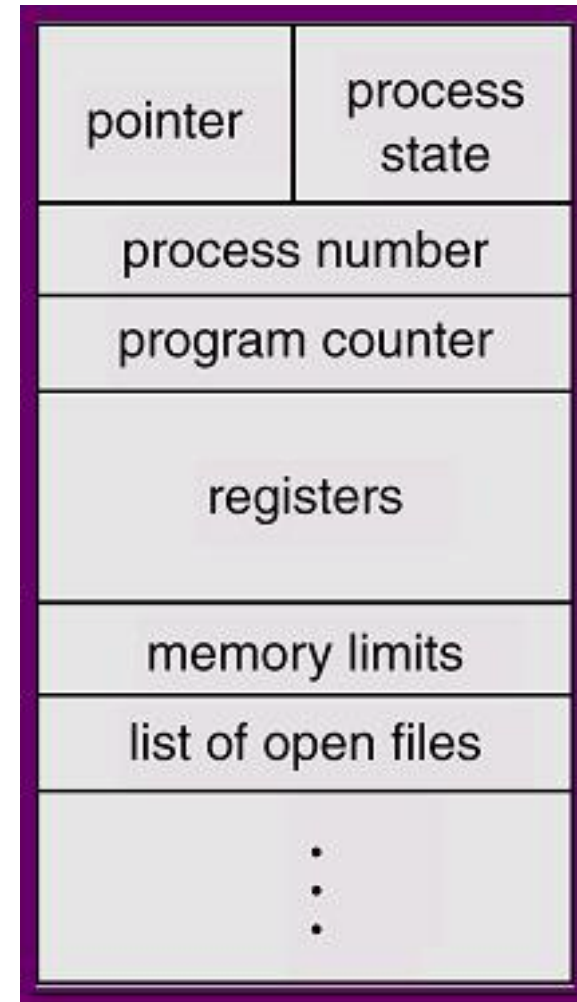 pointer
process
state
process number
program counter
registers
memory limits
list of open files
.
.
.